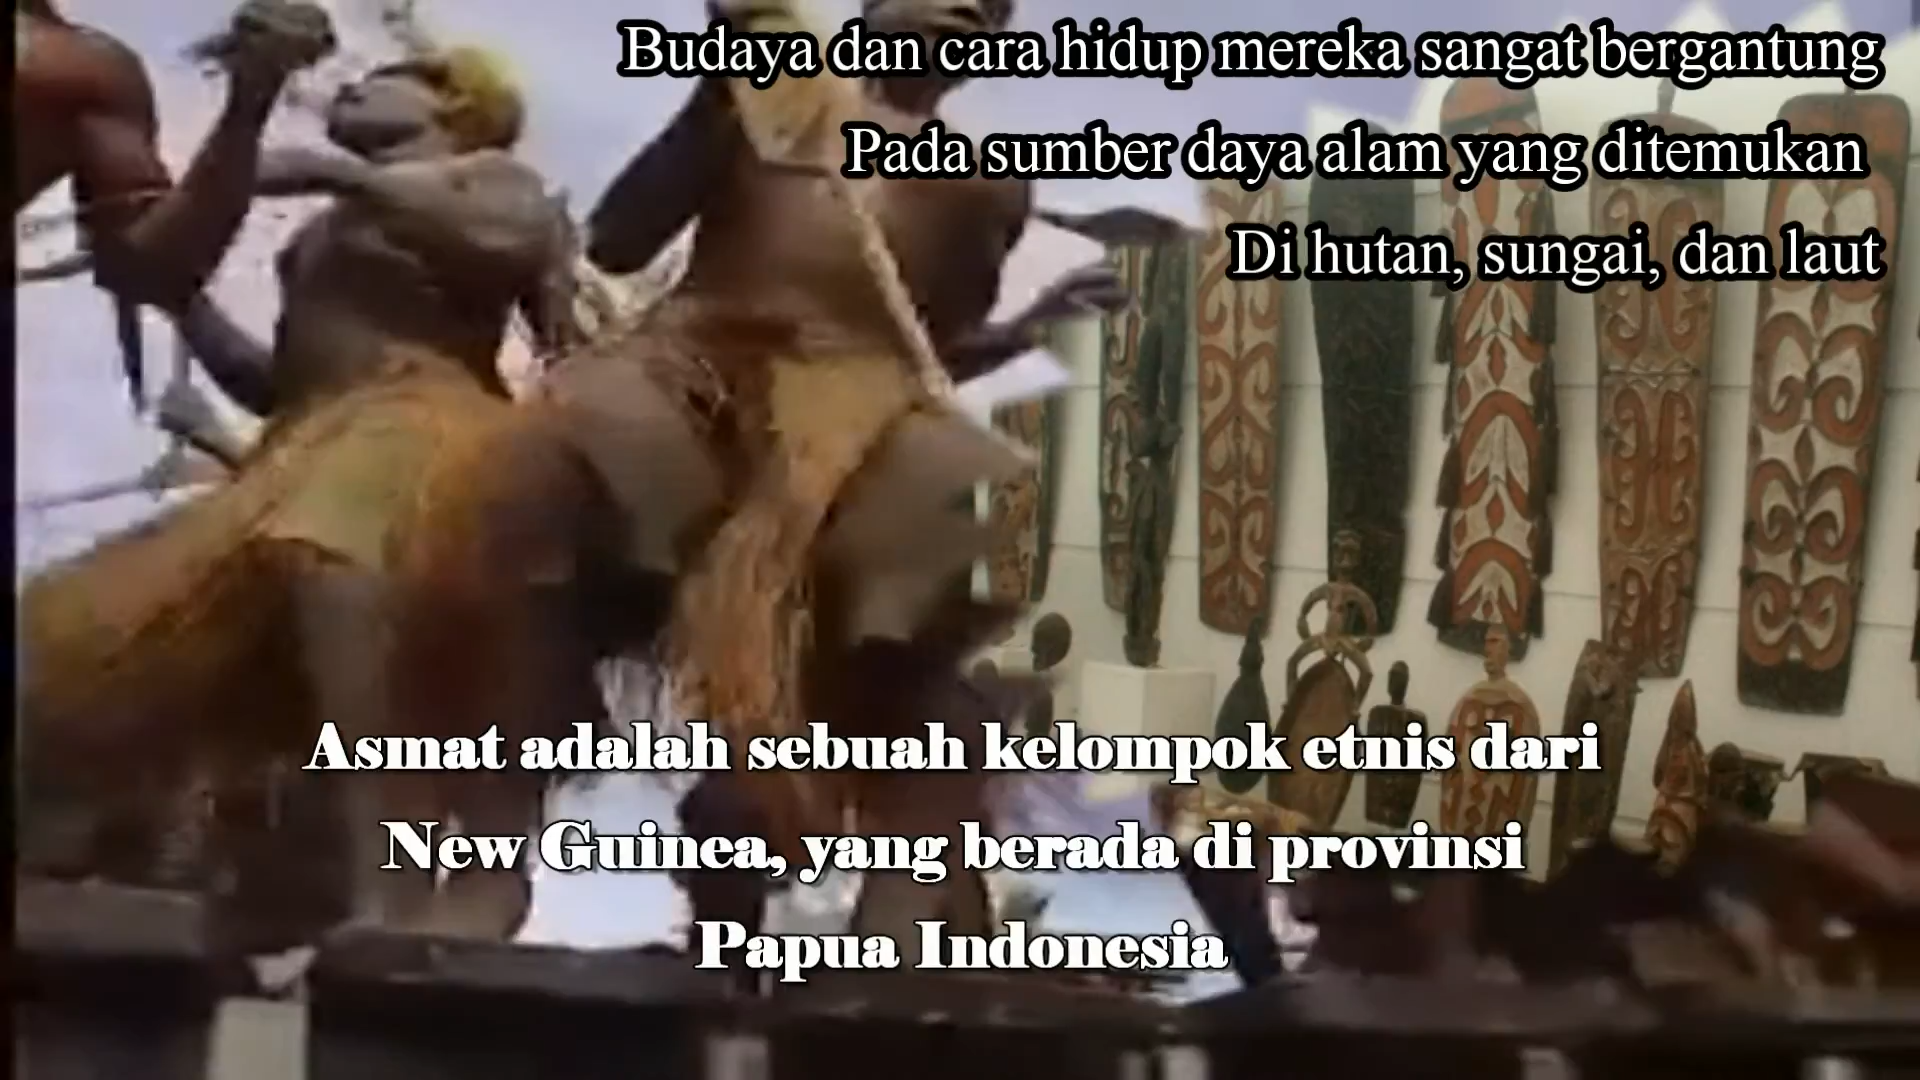 Budaya dan cara hidup mereka sangat bergantung
Pada sumber daya alam yang ditemukan
Di hutan, sungai, dan laut
Asmat adalah sebuah kelompok etnis dari
New Guinea, yang berada di provinsi
Papua Indonesia